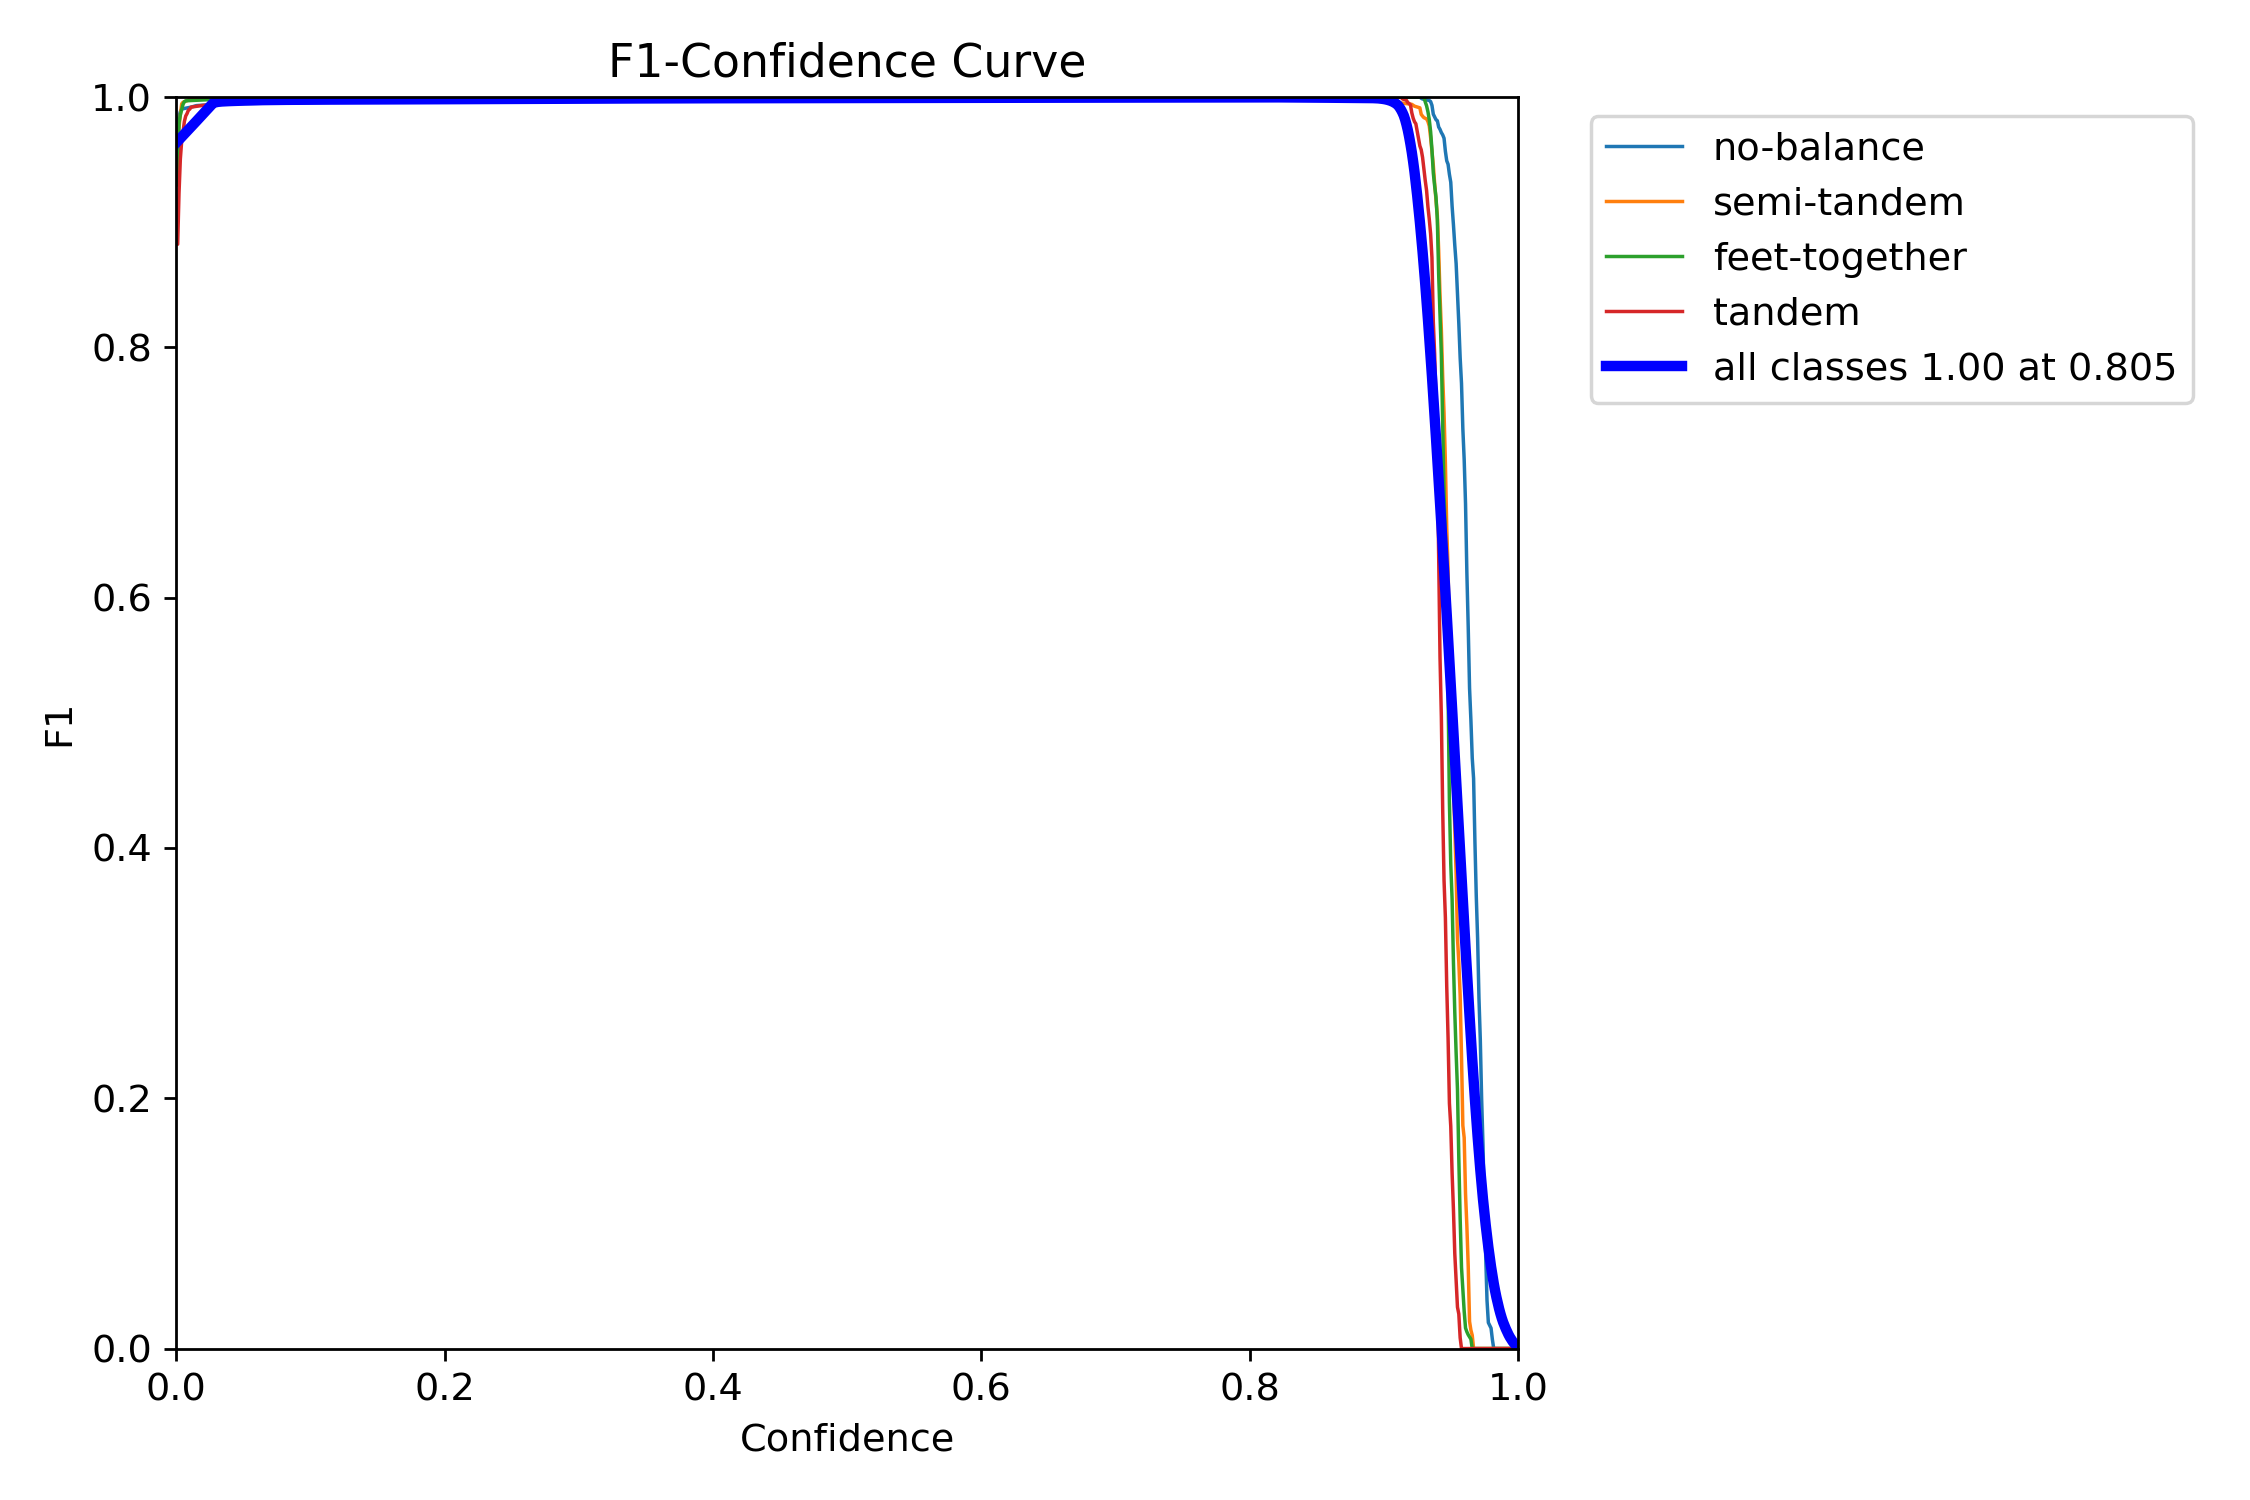 F1-Confidence Curve
1.0
0.8
0.6
0.4
0.2
0.0
F1
0.0 0.2 0.4 0.6 0.8 1.0
Confidence
no-balance
semi-tandem
feet-together
tandem
all classes 1.00 at 0.805